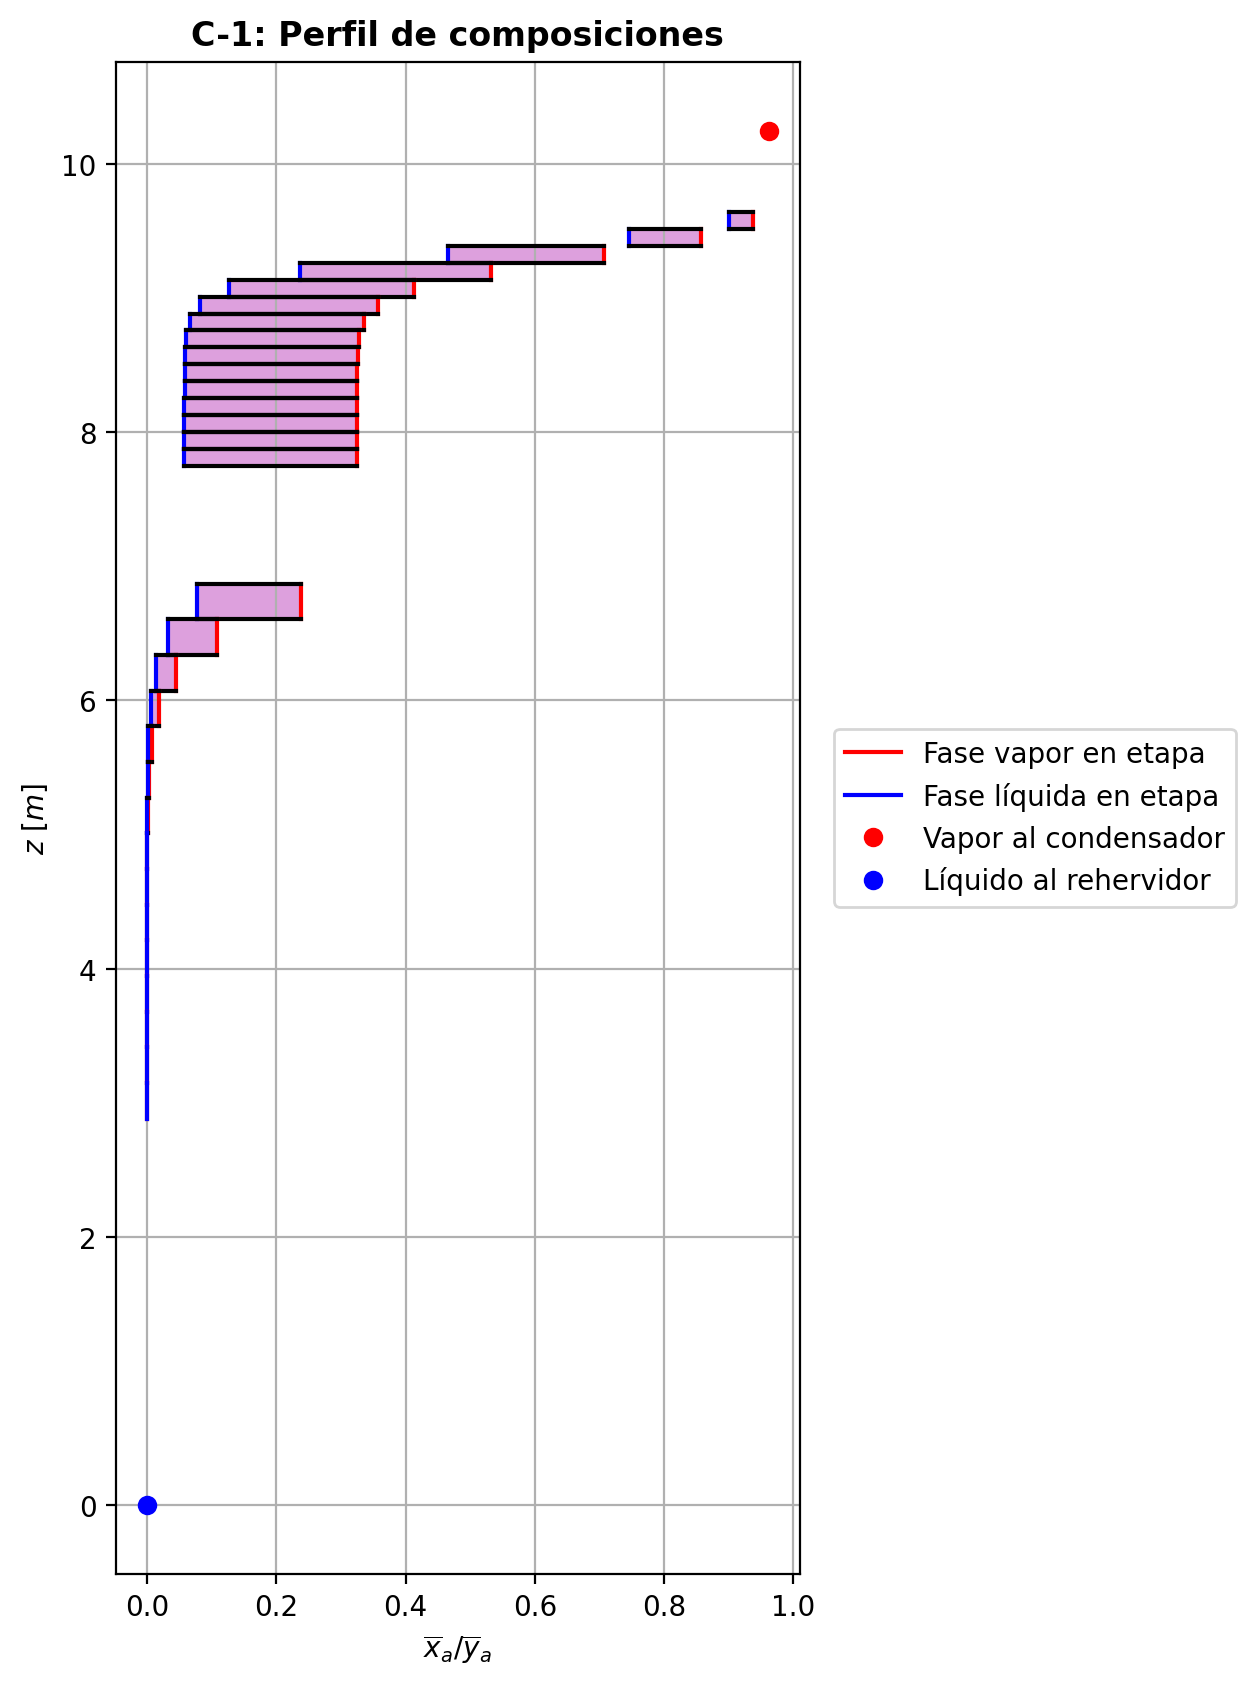 C-1: Perfil de composiciones
10
8
6
4
2
0
z [m]
0.0 0.2 0.4 0.6 0.8 1.0
x̅ₐ/y̅ₐ
Fase vapor en etapa
Fase líquida en etapa
Vapor al condensador
Líquido al rehervidor